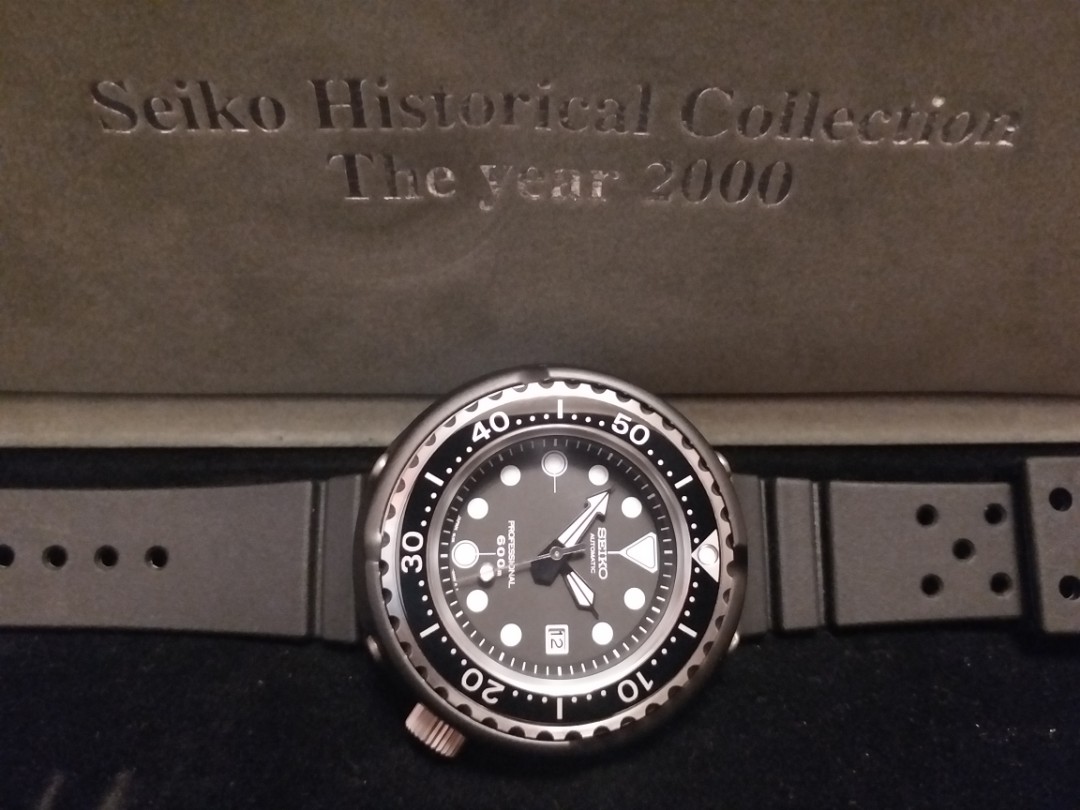 Seiko Historical Collection
The year 2000
SEIKO
AUTOMATIC
PROFESSIONAL
600m
12
10
20
30
40
50